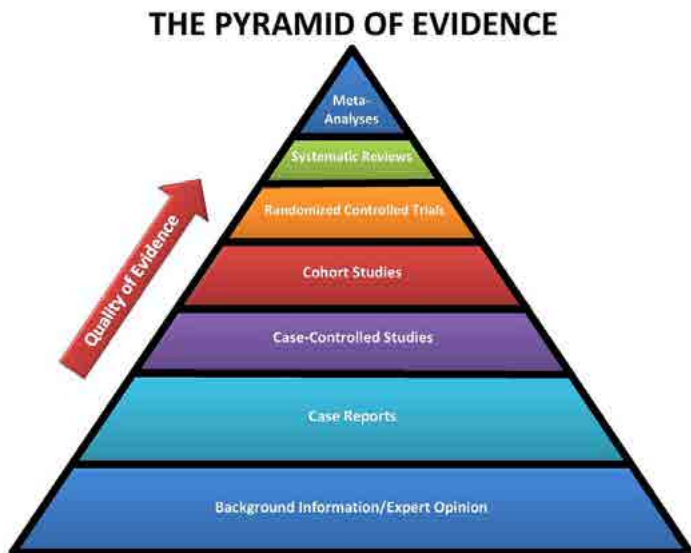 THE PYRAMID OF EVIDENCE
Meta-
Analyses
Systematic Reviews
Randomized Controlled Trials
Quality of Evidence
Cohort Studies
Case-Controlled Studies
Case Reports
Background Information/Expert Opinion